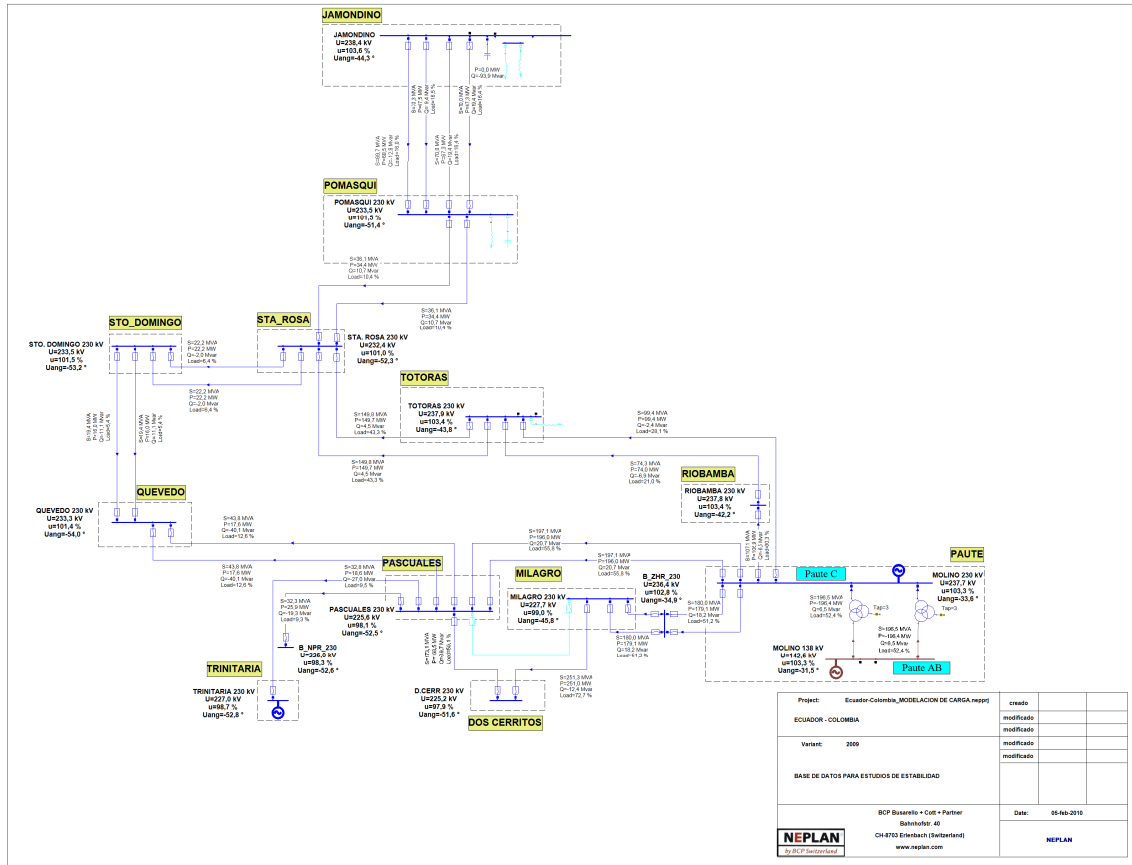 JAMONDINO
JAMONDINO
U=238,4 kV
u=103,6 %
Uang=-44,3 °
P=0,0 MW
Q=-93,9 Mvar
POMASQUI
POMASQUI 230 kV
U=233,5 kV
u=101,5 %
Uang=-51,4 °
S=36,1 MVA
P=34,4 MW
Q=10,7 Mvar
Load=10,4 %
S=36,1 MVA
P=34,4 MW
Q=10,7 Mvar
Load=10,4 %
STO_DOMINGO
STO. DOMINGO 230 kV
U=233,5 kV
u=101,5 %
Uang=-53,2 °
S=22,2 MVA
P=22,2 MW
Q=-2,0 Mvar
Load=6,4 %
S=22,2 MVA
P=22,2 MW
Q=-2,0 Mvar
Load=6,4 %
STA_ROSA
STA. ROSA 230 kV
U=232,4 kV
u=101,0 %
Uang=-52,3 °
TOTORAS
TOTORAS 230 kV
U=237,9 kV
u=103,4 %
Uang=-43,8 °
S=149,8 MVA
P=149,7 MW
Q=4,5 Mvar
Load=43,3 %
S=149,8 MVA
P=149,7 MW
Q=4,5 Mvar
Load=43,3 %
S=99,4 MVA
P=99,4 MW
Q=-2,4 Mvar
Load=28,1 %
S=74,3 MVA
P=74,0 MW
Q=-6,9 Mvar
Load=21,0 %
RIOBAMBA
RIOBAMBA 230 kV
U=237,8 kV
u=103,4 %
Uang=-42,2 °
QUEVEDO
QUEVEDO 230 kV
U=233,3 kV
u=101,4 %
Uang=-54,0 °
S=43,8 MVA
P=17,6 MW
Q=-40,1 Mvar
Load=12,6 %
S=43,8 MVA
P=17,6 MW
Q=-40,1 Mvar
Load=12,6 %
S=197,1 MVA
P=196,0 MW
Q=20,7 Mvar
Load=55,8 %
S=197,1 MVA
P=196,0 MW
Q=20,7 Mvar
Load=55,8 %
PASCUALES
PASCUALES 230 kV
U=225,6 kV
u=98,1 %
Uang=-52,5 °
S=32,8 MVA
P=18,6 MW
Q=-27,0 Mvar
Load=9,5 %
S=32,3 MVA
P=25,9 MW
Q=-19,3 Mvar
Load=9,3 %
B_NPR_230
U=226,0 kV
u=98,3 %
Uang=-52,6 °
MILAGRO
MILAGRO 230 kV
U=227,7 kV
u=99,0 %
Uang=-45,8 °
B_ZHR_230
U=236,4 kV
u=102,8 %
Uang=-34,9 °
S=180,0 MVA
P=179,1 MW
Q=18,2 Mvar
Load=51,2 %
S=180,0 MVA
P=179,1 MW
Q=18,2 Mvar
Load=51,2 %
PAUTE
Paute C
MOLINO 230 kV
U=237,7 kV
u=103,3 %
Uang=-33,6 °
S=196,5 MVA
P=-196,4 MW
Q=6,5 Mvar
Load=52,4 %
Tap=3
Tap=3
S=196,5 MVA
P=-196,4 MW
Q=6,5 Mvar
Load=52,4 %
MOLINO 138 kV
U=142,6 kV
u=103,3 %
Uang=-31,5 °
Paute AB
TRINITARIA
TRINITARIA 230 kV
U=227,0 kV
u=98,7 %
Uang=-52,8 °
D.CERR 230 kV
U=225,2 kV
u=97,9 %
Uang=-51,6 °
DOS CERRITOS
S=251,3 MVA
P=251,0 MW
Q=-12,4 Mvar
Load=72,7 %
Project: Ecuador-Colombia_MODELACION DE CARGA.nepprj
ECUADOR - COLOMBIA
Variant: 2009
BASE DE DATOS PARA ESTUDIOS DE ESTABILIDAD
creado
modificado
modificado
modificado
modificado
BCP Busarello + Cott + Partner
Bahnhofstr. 40
CH-8703 Erlenbach (Switzerland)
www.neplan.com
Date: 05-feb-2010
NEPLAN
NEPLAN
by BCP Switzerland